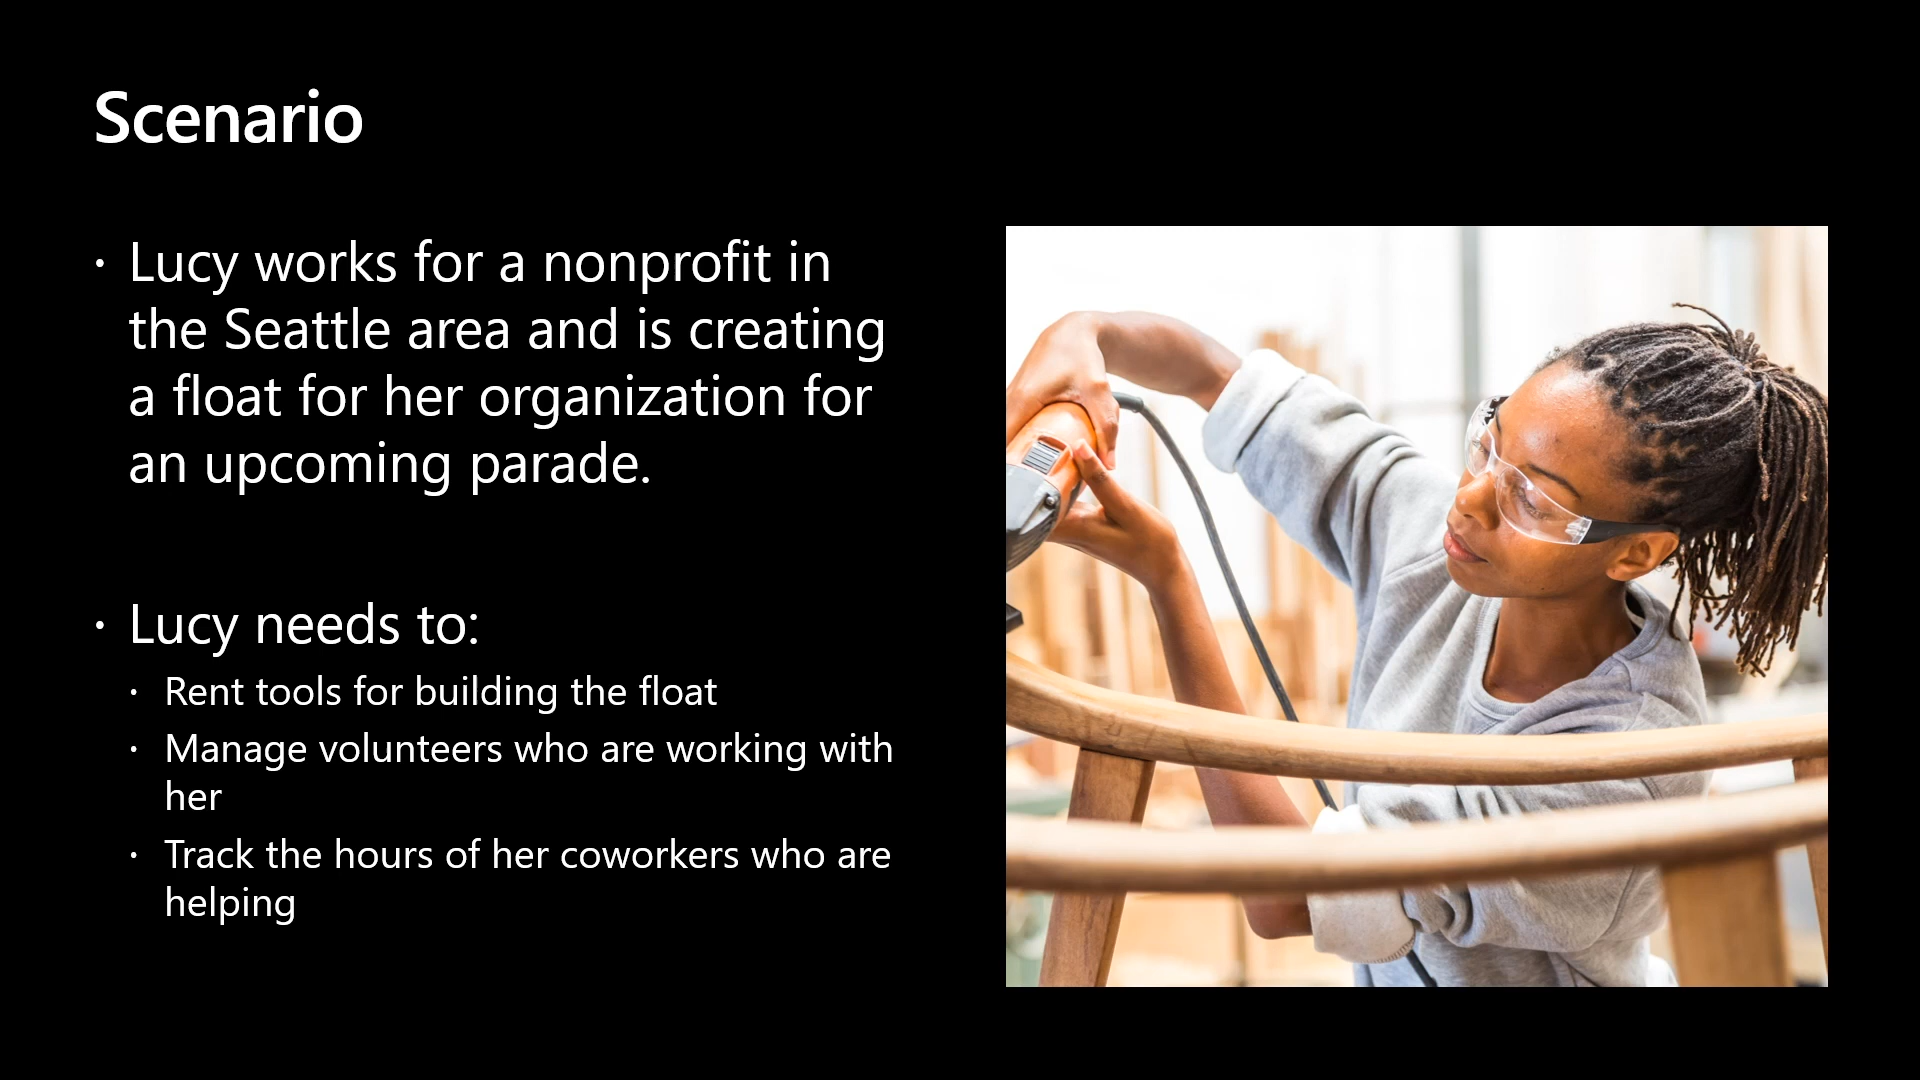 Scenario
• Lucy works for a nonprofit in
the Seattle area and is creating
a float for her organization for
an upcoming parade.
• Lucy needs to:
• Rent tools for building the float
• Manage volunteers who are working with
her
• Track the hours of her coworkers who are
helping